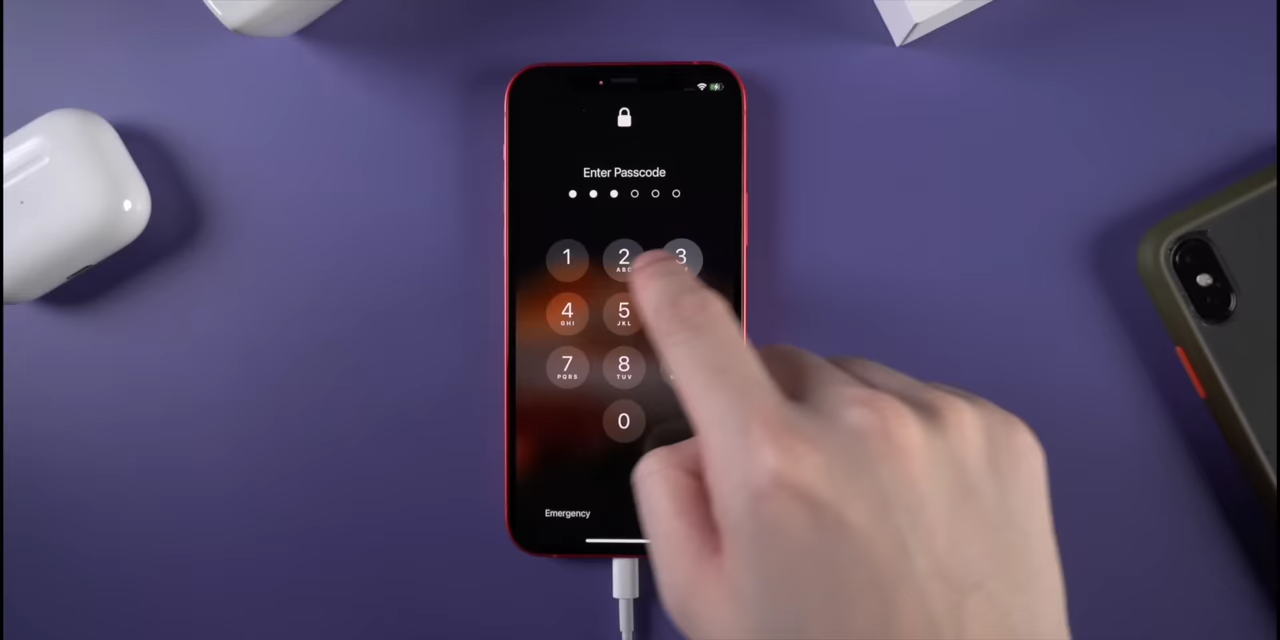 Enter Passcode
1 2 3
ABC
4 5
GHI JKL
7 8
PQRS TUV
0
Emergency